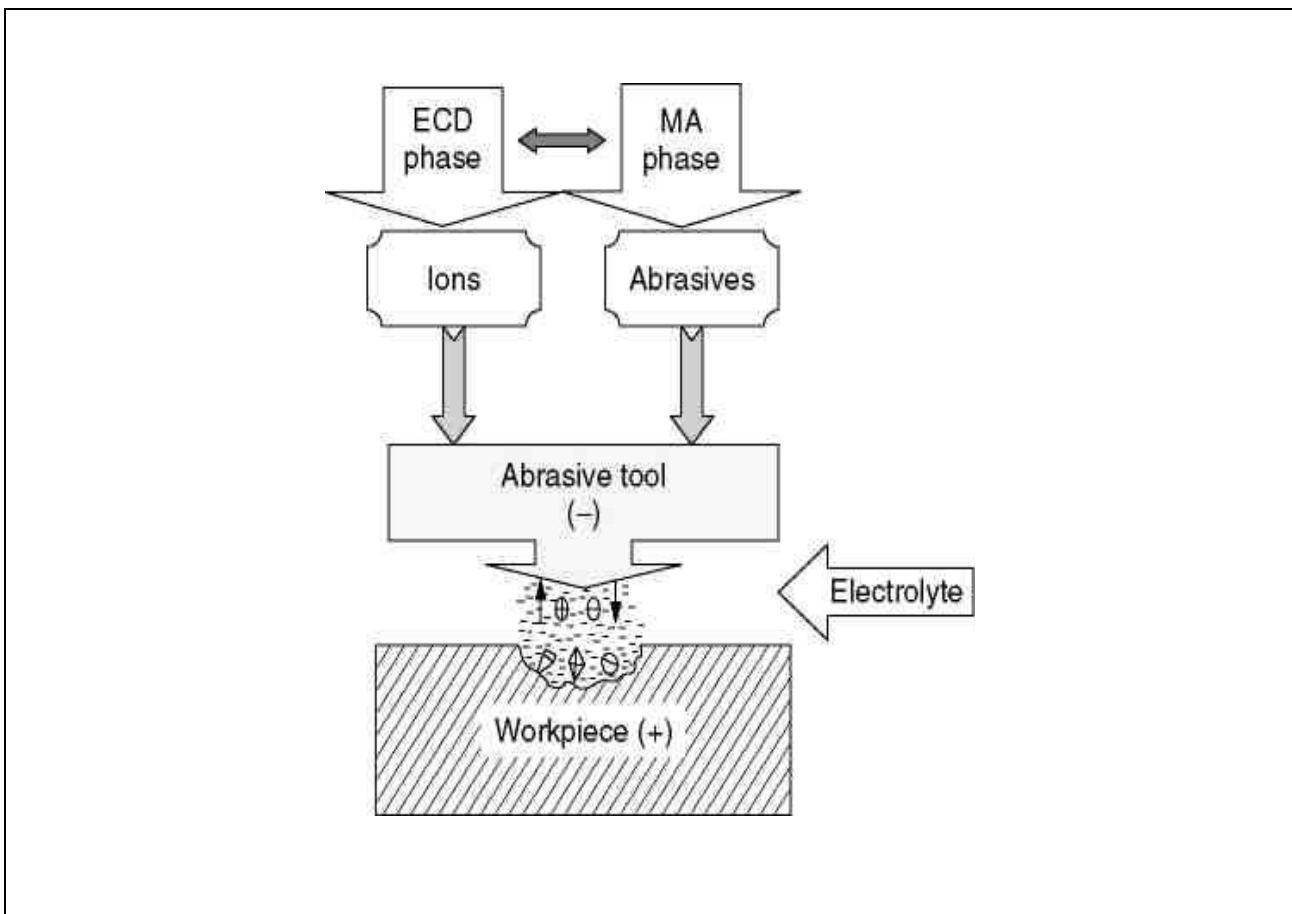 ECD
phase
MA
phase
Ions
Abrasives
Abrasive tool
(–)
Electrolyte
Workpiece (+)